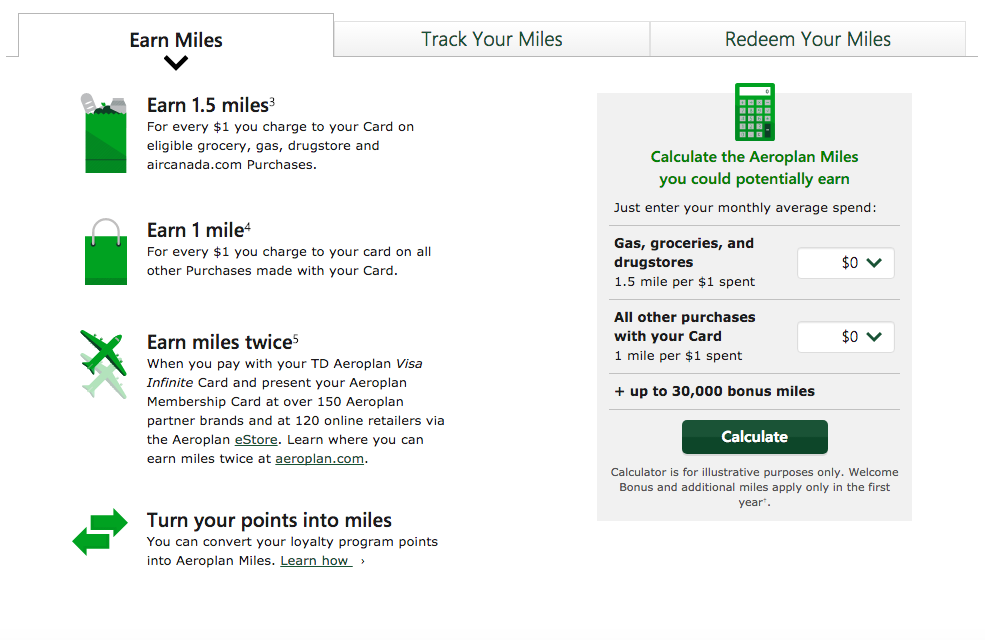 Earn Miles
Track Your Miles
Redeem Your Miles
Earn 1.5 miles3
For every $1 you charge to your Card on
eligible grocery, gas, drugstore and
aircanada.com Purchases.
Earn 1 mile4
For every $1 you charge to your card on all
other Purchases made with your Card.
Earn miles twice5
When you pay with your TD Aeroplan Visa
Infinite Card and present your Aeroplan
Membership Card at over 150 Aeroplan
partner brands and at 120 online retailers via
the Aeroplan eStore. Learn where you can
earn miles twice at aeroplan.com.
Turn your points into miles
You can convert your loyalty program points
into Aeroplan Miles. Learn how ›
0
Calculate the Aeroplan Miles
you could potentially earn
Just enter your monthly average spend:
Gas, groceries, and
drugstores
1.5 mile per $1 spent
$0
All other purchases
with your Card
1 mile per $1 spent
$0
+ up to 30,000 bonus miles
Calculate
Calculator is for illustrative purposes only. Welcome
Bonus and additional miles apply only in the first
year†.